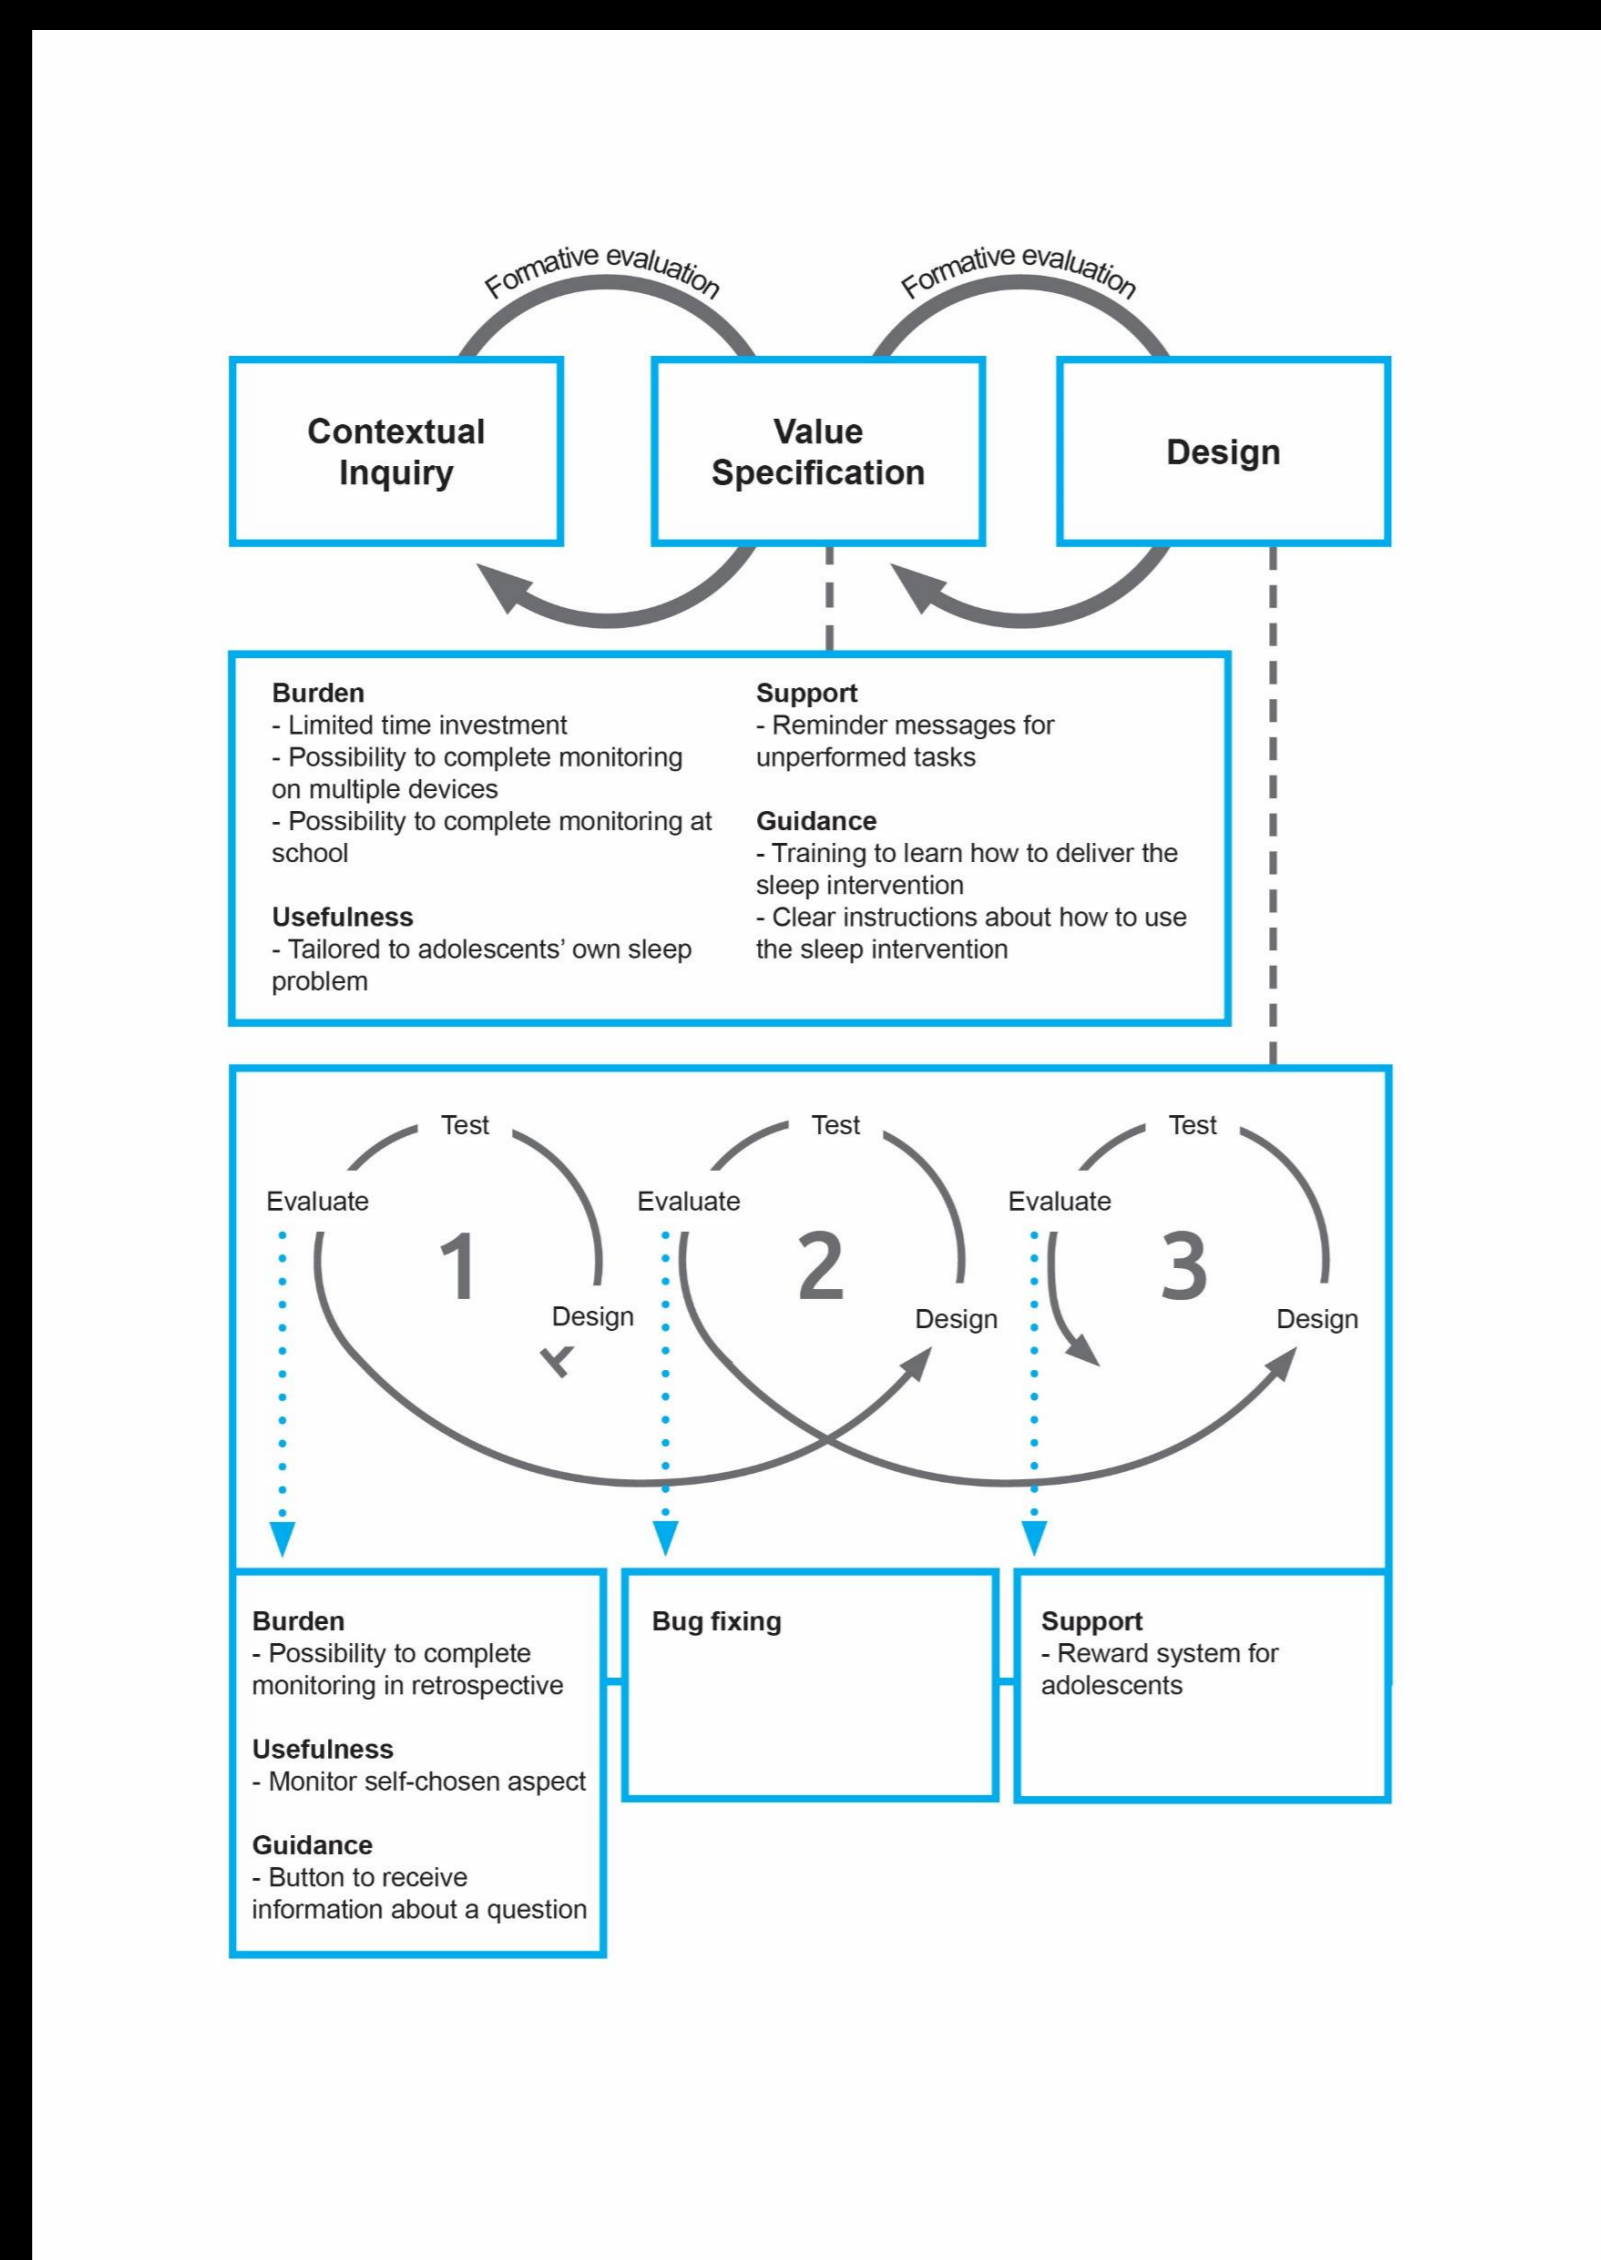 Formative evaluation
Formative evaluation
Contextual
Inquiry
Value
Specification
Design
Burden
- Limited time investment
- Possibility to complete monitoring
on multiple devices
- Possibility to complete monitoring at
school
Usefulness
- Tailored to adolescents’ own sleep
problem
Support
- Reminder messages for
unperformed tasks
Guidance
- Training to learn how to deliver the
sleep intervention
- Clear instructions about how to use
the sleep intervention
Test
Evaluate
1
Design
Test
Evaluate
2
Design
Test
Evaluate
3
Design
Burden
- Possibility to complete
monitoring in retrospective
Usefulness
- Monitor self-chosen aspect
Guidance
- Button to receive
information about a question
Bug fixing
Support
- Reward system for
adolescents